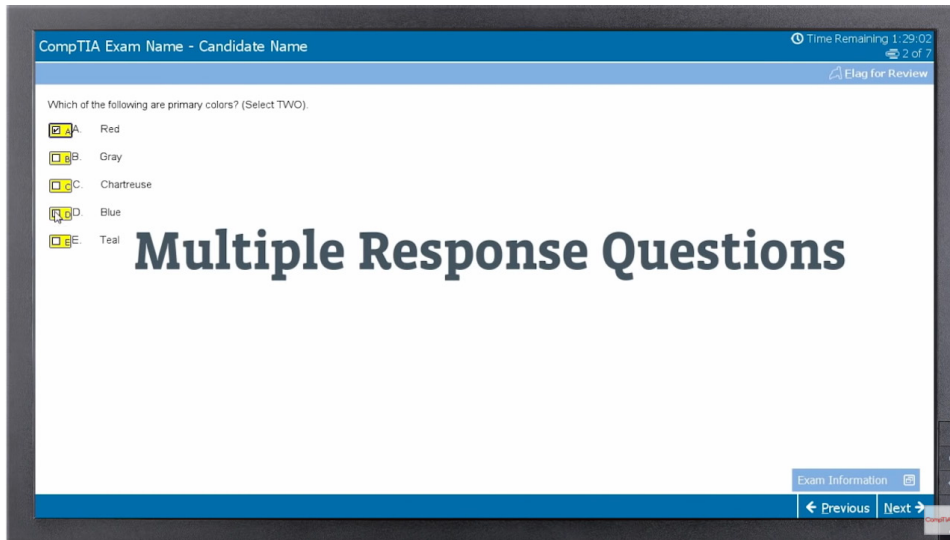 CompTIA Exam Name - Candidate Name
Time Remaining 1:29:02
2 of 7
Flag for Review
Which of the following are primary colors? (Select TWO).
A A. Red
B B. Gray
C C. Chartreuse
D D. Blue
E E. Teal
Multiple Response Questions
Exam Information
Previous Next
CompTIA